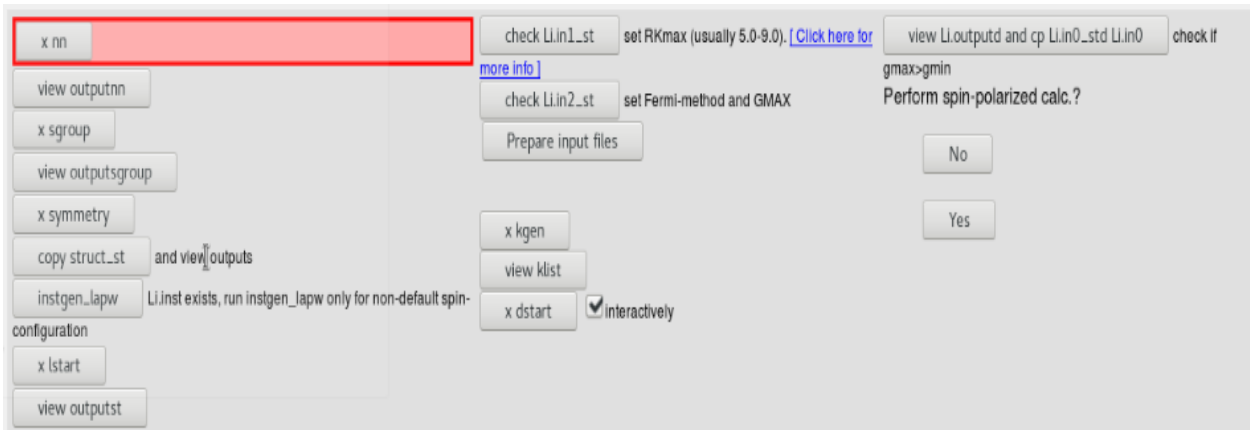 x nn
view outputnn
x sgroup
view outputsgroup
x symmetry
copy struct_st and view outputs
instgen_lapw Li.inst exists, run instgen_lapw only for non-default spin-
configuration
x lstart
view outputst
check Li.in1_st set RKmax (usually 5.0-9.0). [ Click here for
more info ]
check Li.in2_st set Fermi-method and GMAX
Prepare input files
x kgen
view klist
x dstart interactively
view Li.outputd and cp Li.in0_std Li.in0 check if
gmax>gmin
Perform spin-polarized calc.?
No
Yes